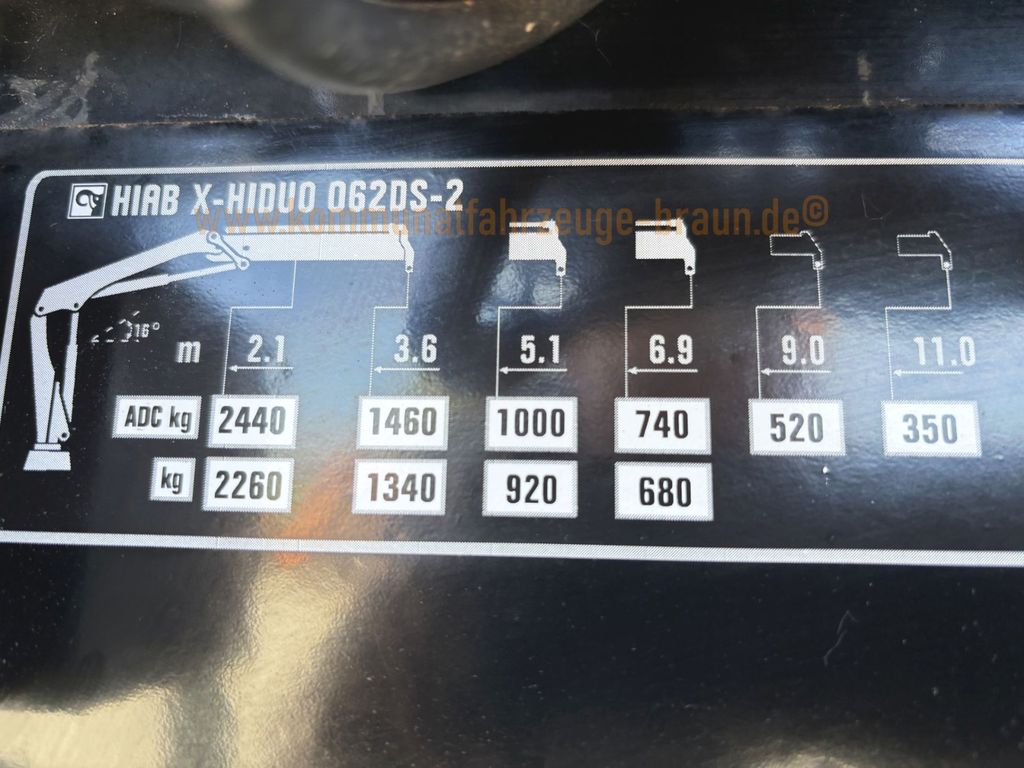 HIAB X-HIDUO 062DS-2
www.kommunalfahrzeuge-braun.de©
16°
m 2.1 3.6 5.1 6.9 9.0 11.0
ADC kg 2440 1460 1000 740 520 350
kg 2260 1340 920 680